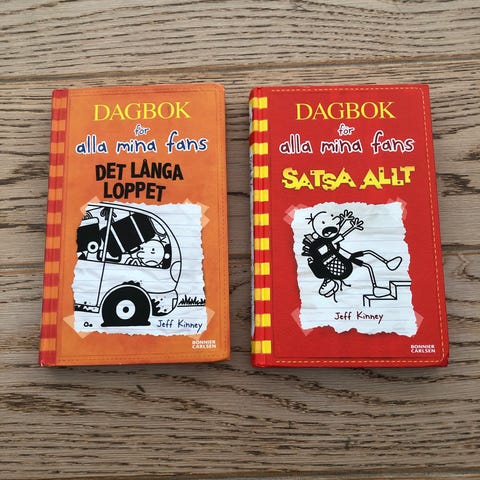 DAGBOK
för
alla mina fans
DET LÅNGA
LOPPET
Jeff Kinney
BONNIER
CARLSEN
DAGBOK
för
alla mina fans
SATSA ALLT
Jeff Kinney
BONNIER
CARLSEN